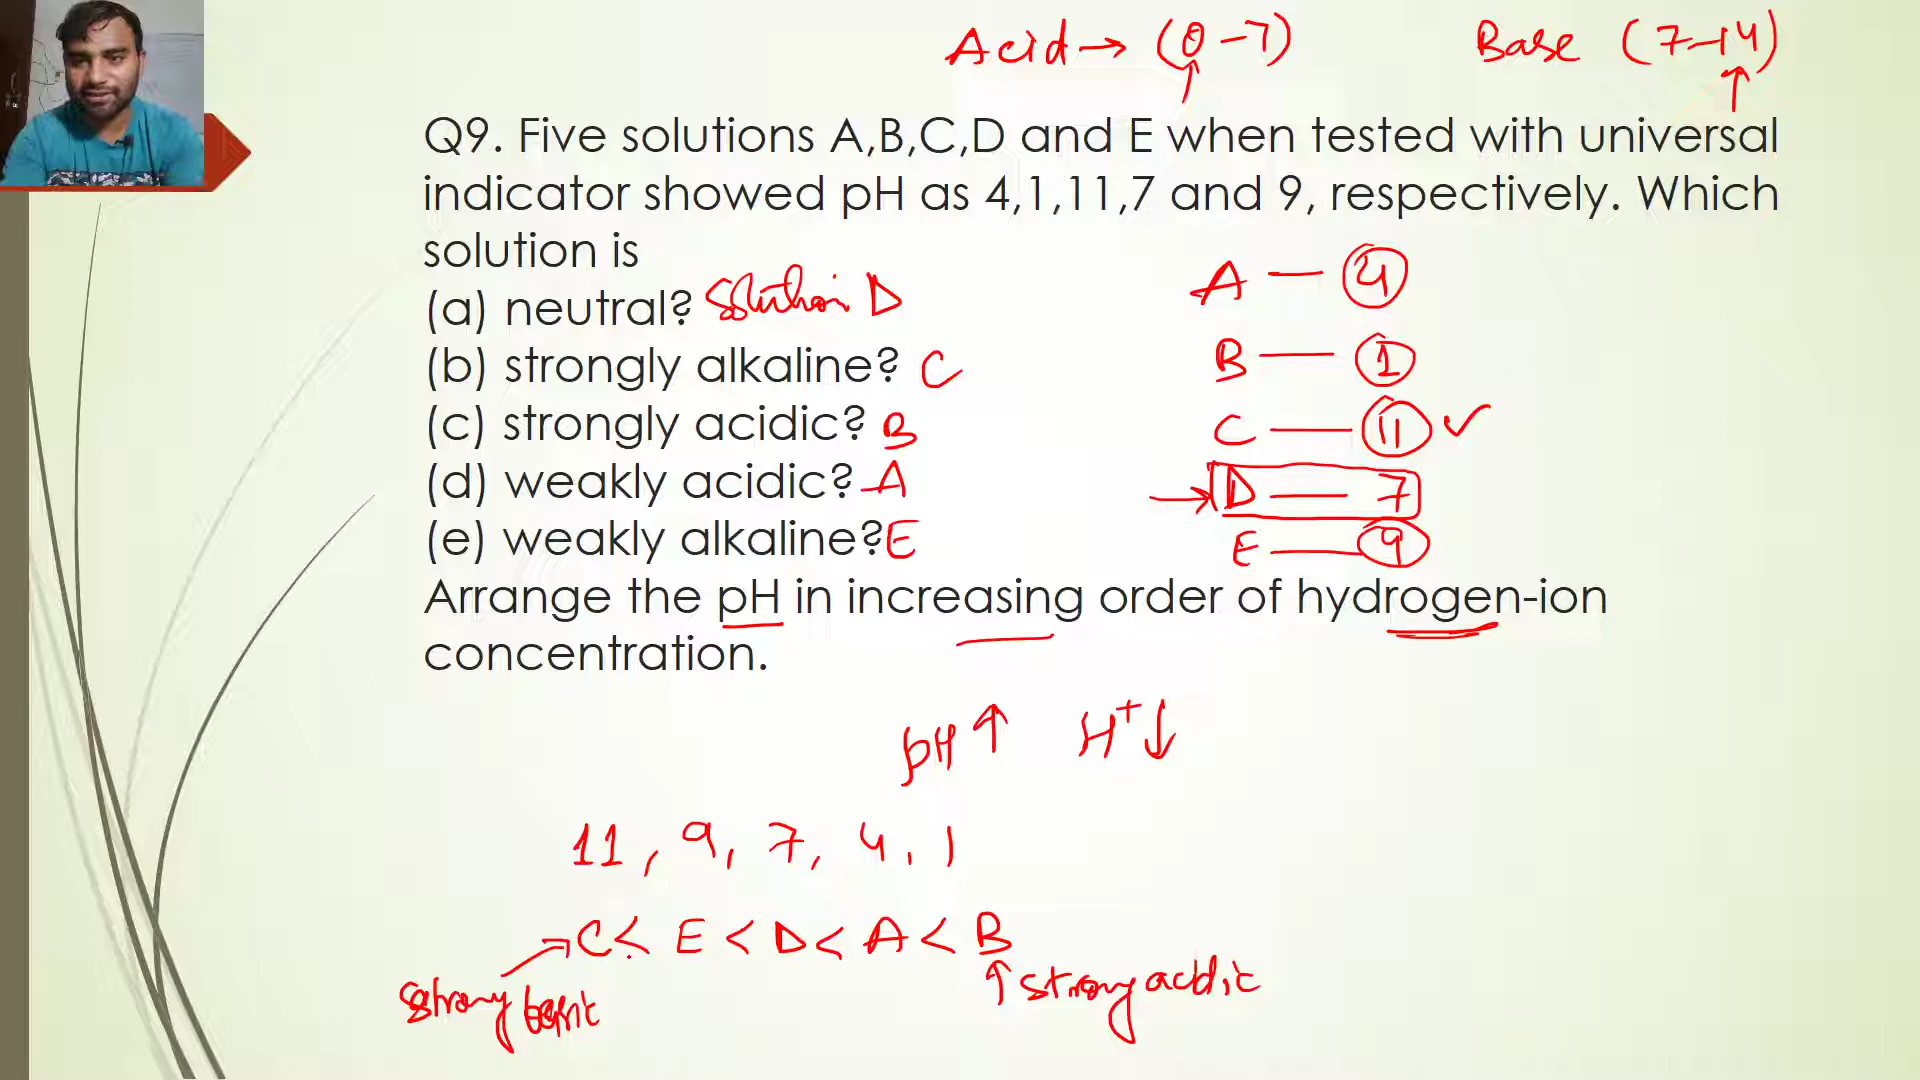 Acid → (0-7) Base (7-14)
Q9. Five solutions A,B,C,D and E when tested with universal
indicator showed pH as 4,1,11,7 and 9, respectively. Which
solution is
(a) neutral? Solution D
(b) strongly alkaline? C
(c) strongly acidic? B
(d) weakly acidic? A
(e) weakly alkaline? E
A — 4
B — 1
C — 11 ✓
→ D — 7
E — 9
Arrange the pH in increasing order of hydrogen-ion
concentration.
pH ↑ H⁺ ↓
11, 9, 7, 4, 1
C < E < D < A < B
strong ↑ strong acidic